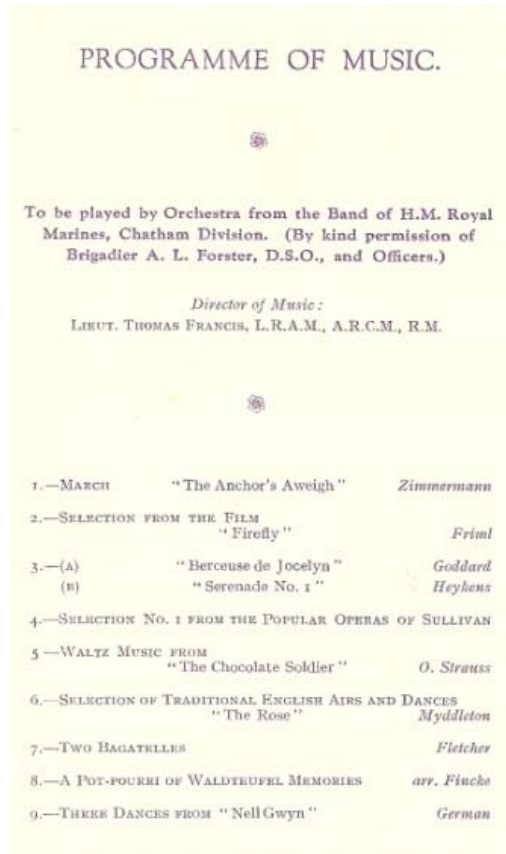 PROGRAMME OF MUSIC.
To be played by Orchestra from the Band of H.M. Royal
Marines, Chatham Division. (By kind permission of
Brigadier A. L. Forster, D.S.O., and Officers.)
Director of Music:
Lieut. Thomas Francis, L.R.A.M., A.R.C.M., R.M.
1.—March "The Anchor's Aweigh" Zimmermann
2.—Selection from the Film
"Firefly" Friml
3.—(A) "Berceuse de Jocelyn" Goddard
(B) "Serenade No. 1" Heykens
4.—Selection No. 1 from the Popular Operas of Sullivan
5—Waltz Music from
"The Chocolate Soldier" O. Strauss
6.—Selection of Traditional English Airs and Dances
"The Rose" Myddleton
7.—Two Bagatelles Fletcher
8.—A Pot-pourri of Waldteufel Memories arr. Fincke
9.—Three Dances from "Nell Gwyn" German